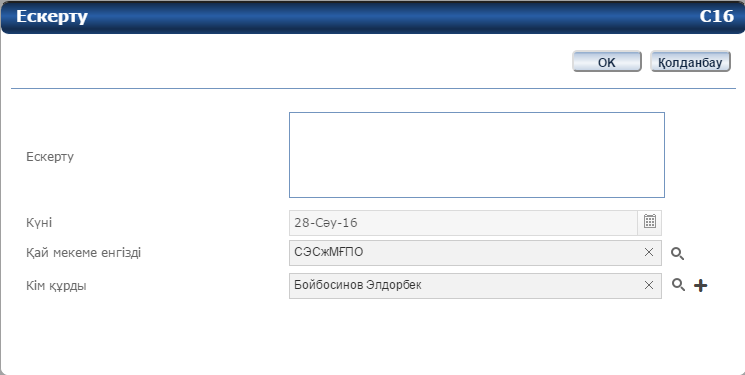 Ескерту C16
OK Қолданбау
Ескерту
Күні 28-Сәу-16
Қай мекеме енгізді СЭСжМҒПО
Кім құрды Бойбосинов Элдорбек